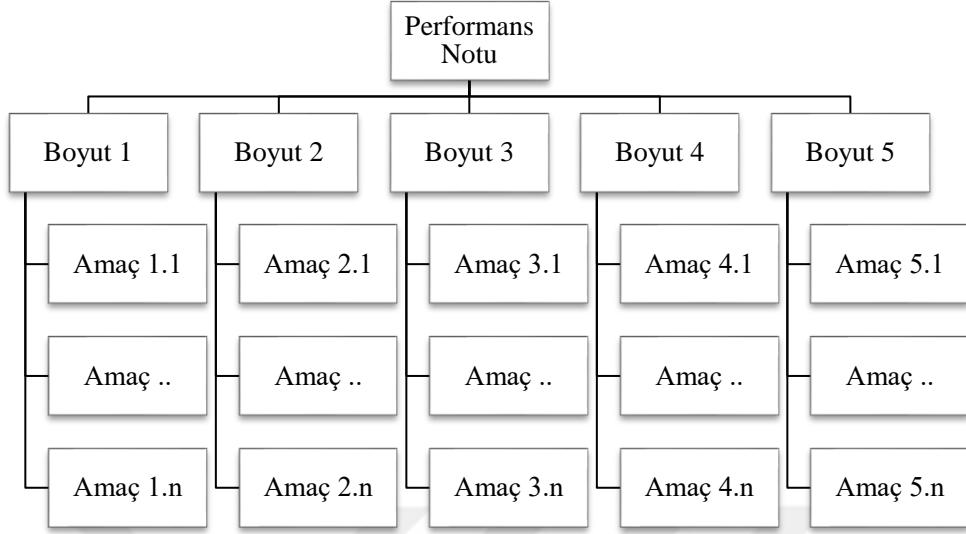 Performans
Notu
Boyut 1
Boyut 2
Boyut 3
Boyut 4
Boyut 5
Amaç 1.1
Amaç 2.1
Amaç 3.1
Amaç 4.1
Amaç 5.1
Amaç ..
Amaç ..
Amaç ..
Amaç ..
Amaç ..
Amaç 1.n
Amaç 2.n
Amaç 3.n
Amaç 4.n
Amaç 5.n